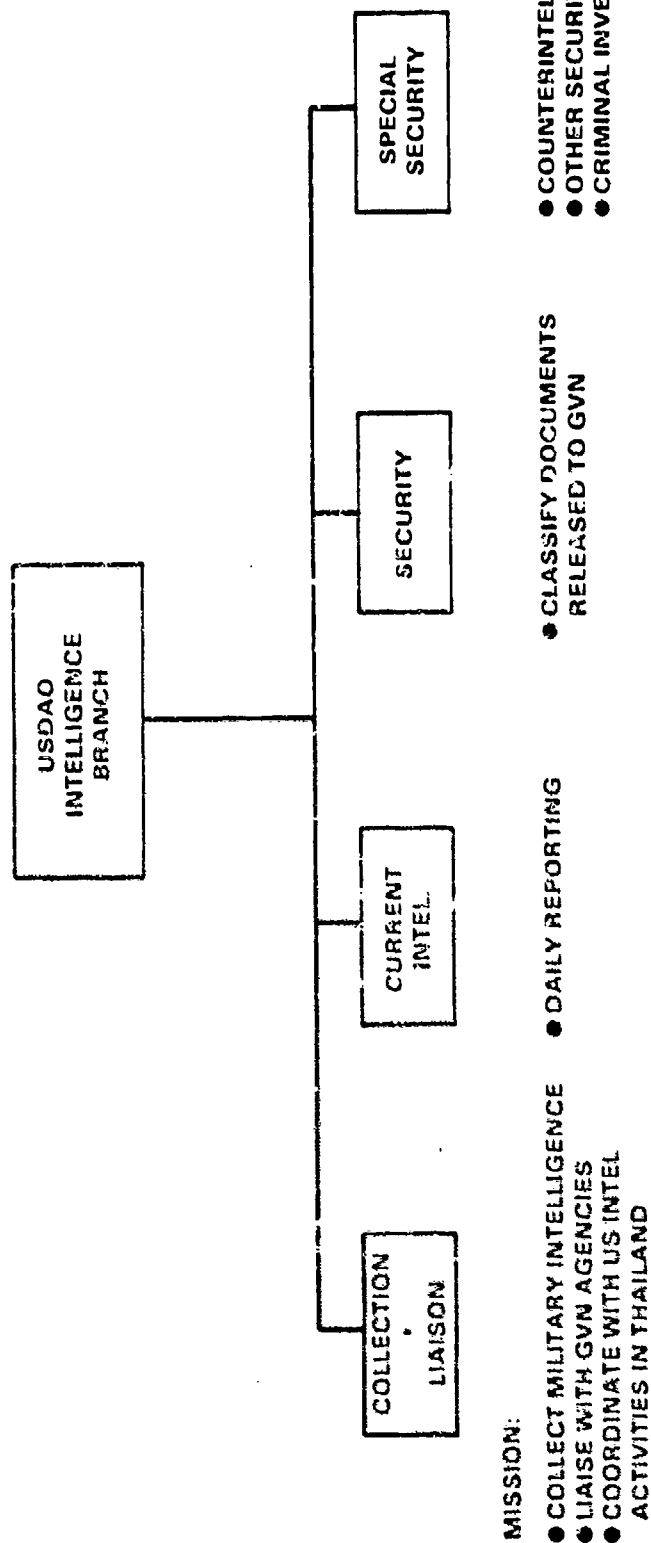 USDAO
INTELLIGENCE
BRANCH
COLLECTION
•
LIAISON
CURRENT
INTEL.
SECURITY
SPECIAL
SECURITY
MISSION:
● COLLECT MILITARY INTELLIGENCE
● LIAISE WITH GVN AGENCIES
● COORDINATE WITH US INTEL
ACTIVITIES IN THAILAND
● DAILY REPORTING
● CLASSIFY DOCUMENTS
RELEASED TO GVN
● COUNTERINTEL
● OTHER SECURI
● CRIMINAL INVE